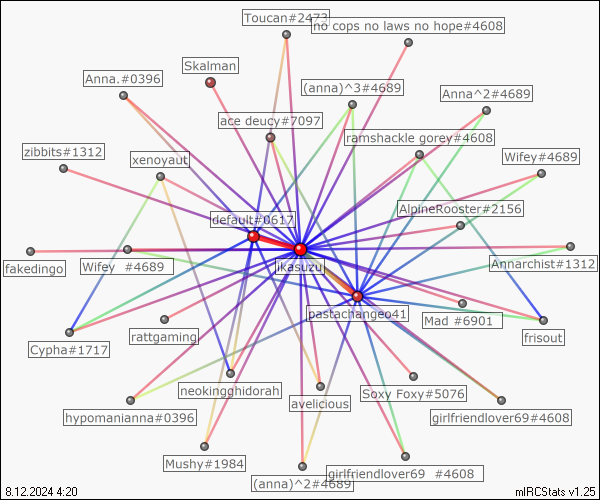 Toucan#2473
no cops no laws no hope#4608
Skalman
Anna.#0396
(anna)^3#4689
Anna^2#4689
ace deucy#7097
ramshackle gorey#4608
zibbits#1312
xenoyaut
Wifey#4689
AlpineRooster#2156
default#0617
fakedingo
Wifey #4689
jkasuzu
Annarchist#1312
pastachangeo41
Mad #6901
frisout
rattgaming
Cypha#1717
neokingghidorah
avelicious
Soxy Foxy#5076
hypomanianna#0396
girlfriendlover69#4608
Mushy#1984
(anna)^2#4689
girlfriendlover69 #4608
8.12.2024 4:20
mIRCStats v1.25